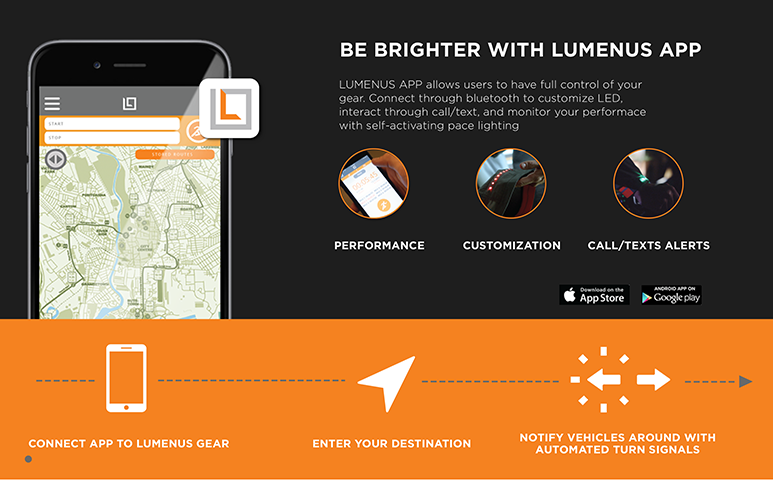 BE BRIGHTER WITH LUMENUS APP
LUMENUS APP allows users to have full control of your
gear. Connect through bluetooth to customize LED,
interact through call/text, and monitor your performace
with self-activating pace lighting
START
STOP
STORED ROUTES
CITY
CENTRE
PERFORMANCE
CUSTOMIZATION
CALL/TEXTS ALERTS
Download on the
App Store
ANDROID APP ON
Google play
CONNECT APP TO LUMENUS GEAR
ENTER YOUR DESTINATION
NOTIFY VEHICLES AROUND WITH
AUTOMATED TURN SIGNALS